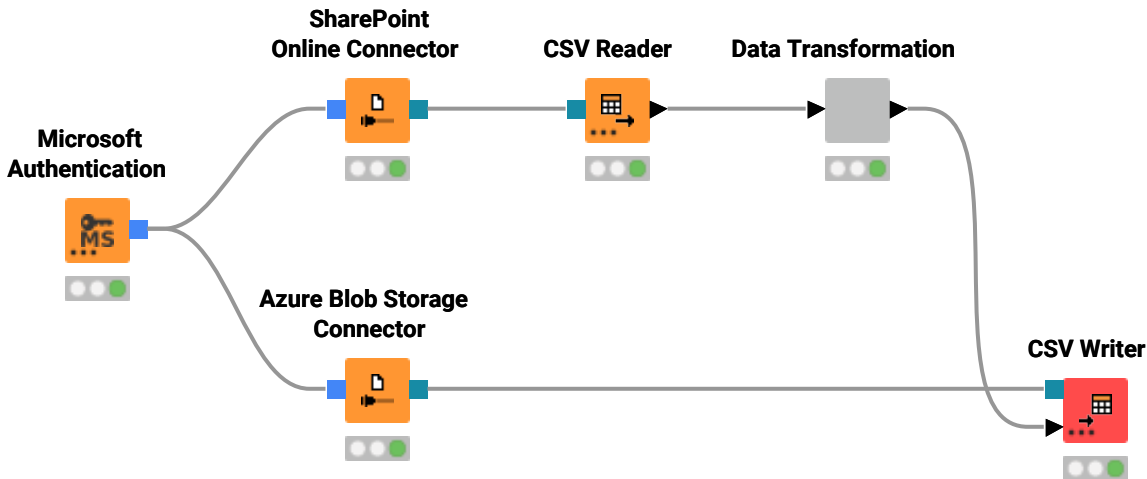 SharePoint
Online Connector
CSV Reader
Data Transformation
Microsoft
Authentication
MS
Azure Blob Storage
Connector
CSV Writer